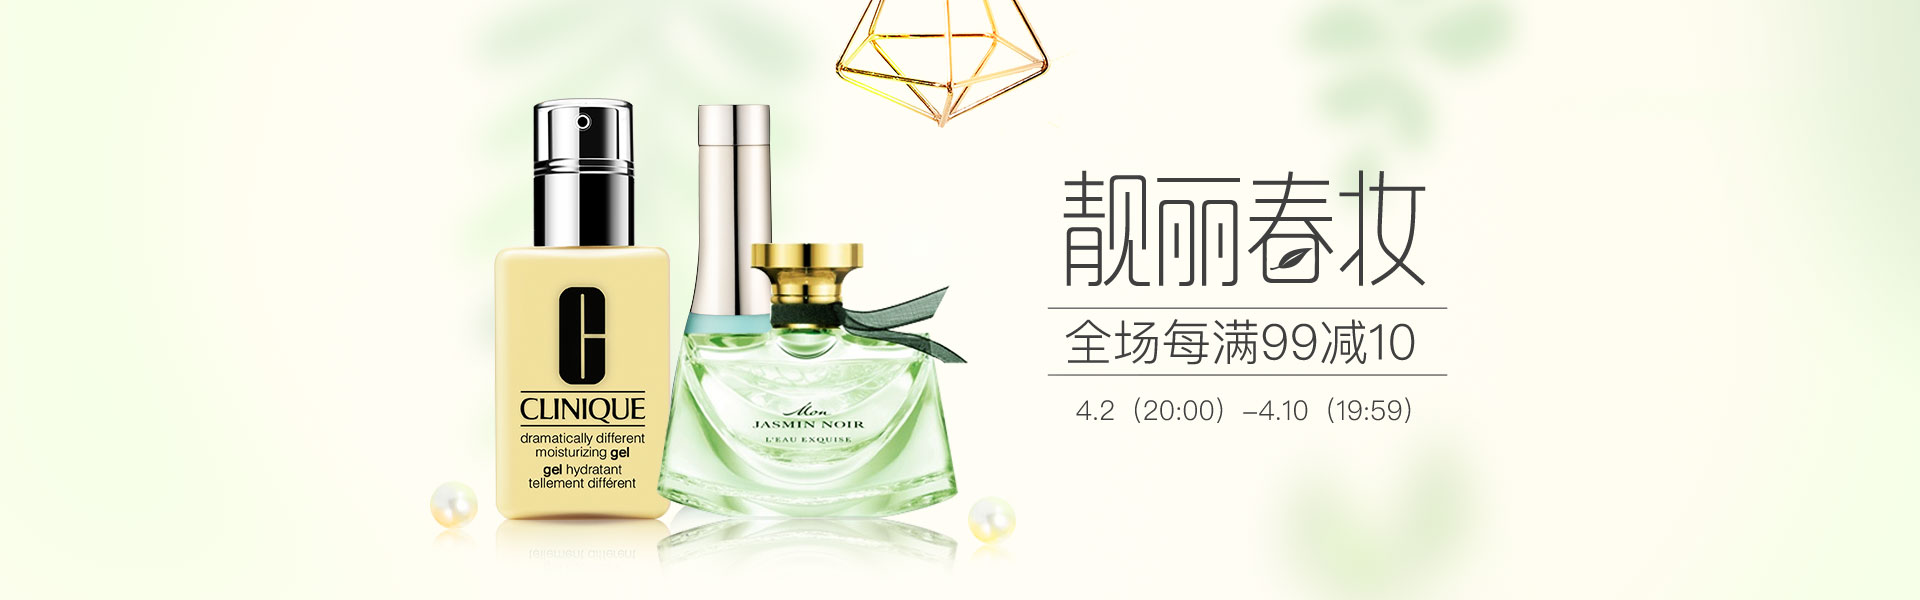 CLINIQUE
dramatically different
moisturizing gel
gel hydratant
tellement différent
Mon
JASMIN NOIR
L'EAU EXQUISE
靓丽春妆
全场每满99减10
4.2（20:00）–4.10（19:59）